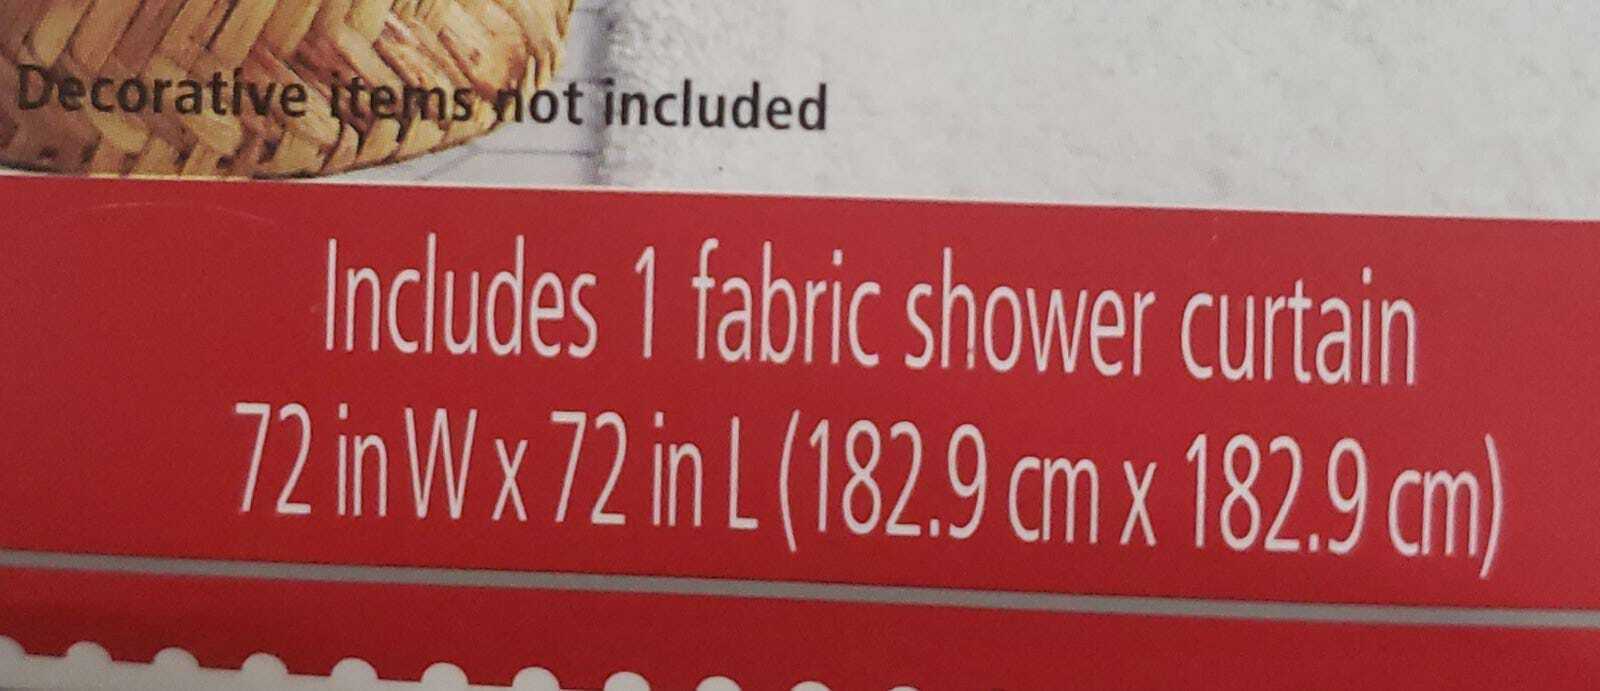 Decorative items not included
Includes 1 fabric shower curtain
72 in W x 72 in L (182.9 cm x 182.9 cm)